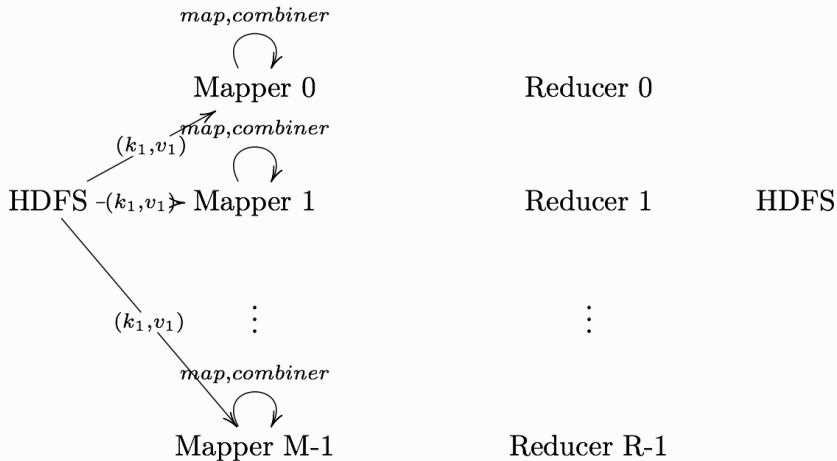 map,combiner
Mapper 0 Reducer 0
map,combiner
(k₁,v₁)
HDFS (k₁,v₁) Mapper 1 Reducer 1 HDFS
(k₁,v₁) ⋮ ⋮
map,combiner
Mapper M-1 Reducer R-1